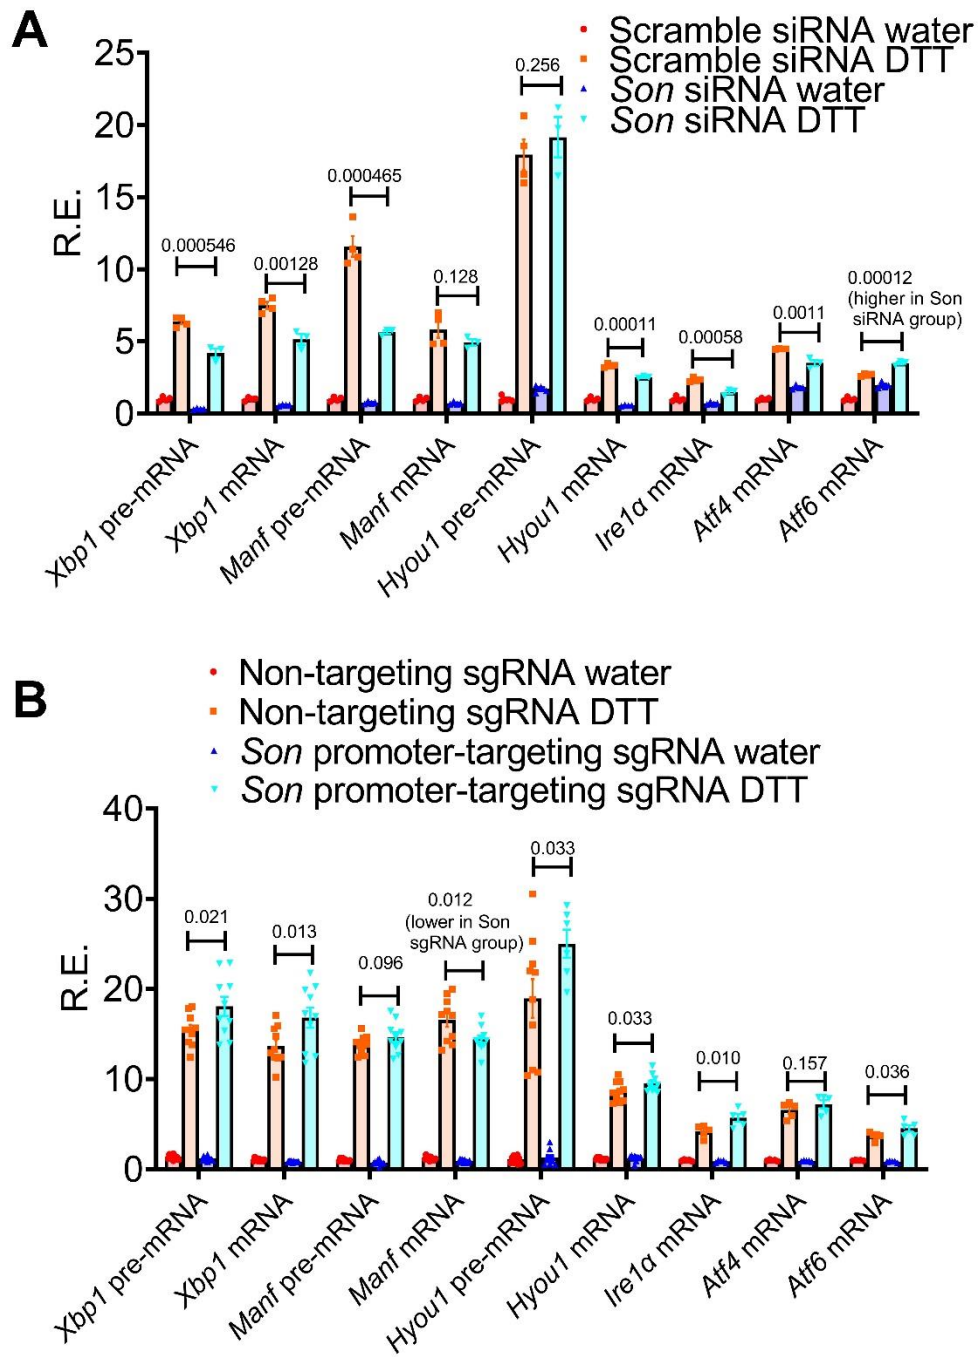 A
Scramble siRNA water
Scramble siRNA DTT
Son siRNA water
Son siRNA DTT
R.E.
25
20
15
10
5
0
0.000546
0.00128
0.000465
0.128
0.256
0.00011
0.00058
0.0011
0.00012
(higher in Son
siRNA group)
Xbp1 pre-mRNA
Xbp1 mRNA
Manf pre-mRNA
Manf mRNA
Hyou1 pre-mRNA
Hyou1 mRNA
Ire1α mRNA
Atf4 mRNA
Atf6 mRNA
B
Non-targeting sgRNA water
Non-targeting sgRNA DTT
Son promoter-targeting sgRNA water
Son promoter-targeting sgRNA DTT
R.E.
40
30
20
10
0
0.021
0.013
0.096
0.012
(lower in Son
sgRNA group)
0.033
0.033
0.010
0.157
0.036
Xbp1 pre-mRNA
Xbp1 mRNA
Manf pre-mRNA
Manf mRNA
Hyou1 pre-mRNA
Hyou1 mRNA
Ire1α mRNA
Atf4 mRNA
Atf6 mRNA